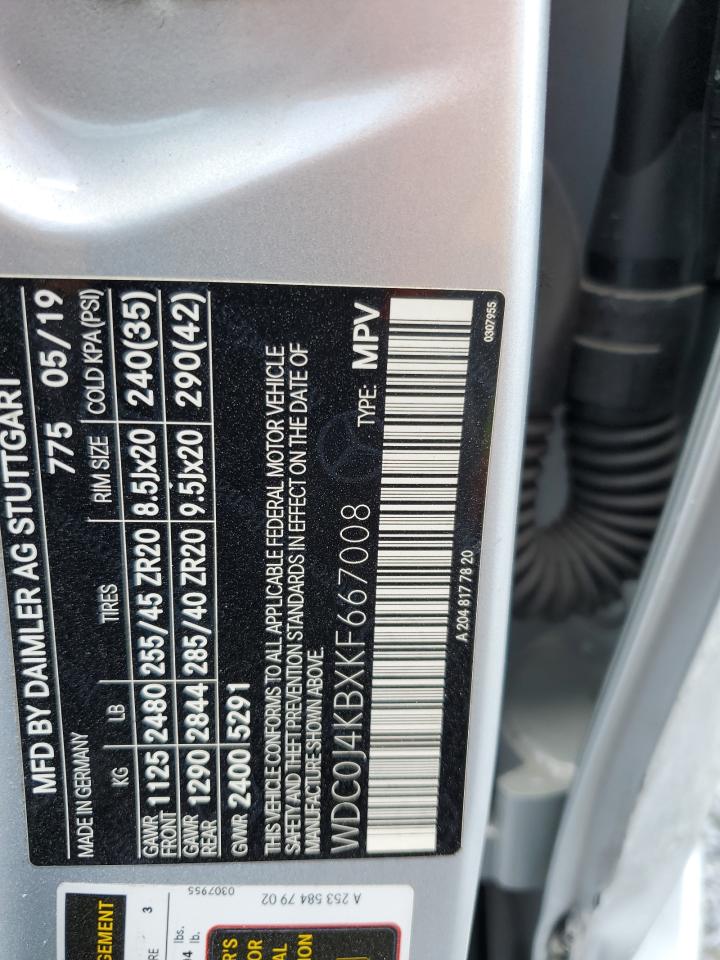 MFD BY DAIMLER AG STUTTGART
MADE IN GERMANY 775 05/19
KG LB TIRES RIM SIZE COLD KPA (PSI)
GAWR FRONT 1125 2480 255/45 ZR20 8.5Jx20 240(35)
GAWR REAR 1290 2844 285/40 ZR20 9.5Jx20 290(42)
GVWR 2400 5291
THIS VEHICLE CONFORMS TO ALL APPLICABLE FEDERAL MOTOR VEHICLE
SAFETY AND THEFT PREVENTION STANDARDS IN EFFECT ON THE DATE OF
MANUFACTURE SHOWN ABOVE.
WDC0J4KBXKF667008 TYPE: MPV
A 204 817 78 20 0307955
A 253 584 79 02
0307955
3
lbs.
lb.